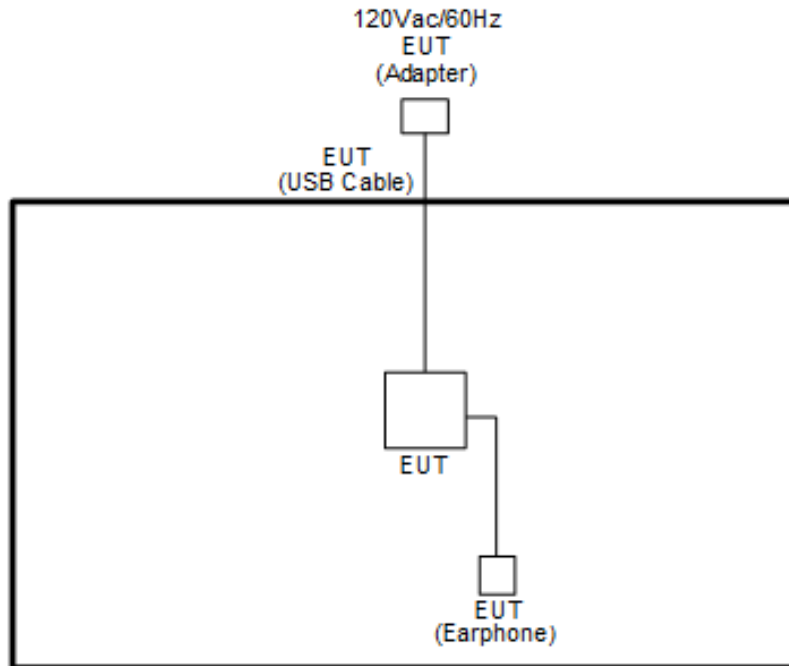 120Vac/60Hz
EUT
(Adapter)
EUT
(USB Cable)
EUT
EUT
(Earphone)